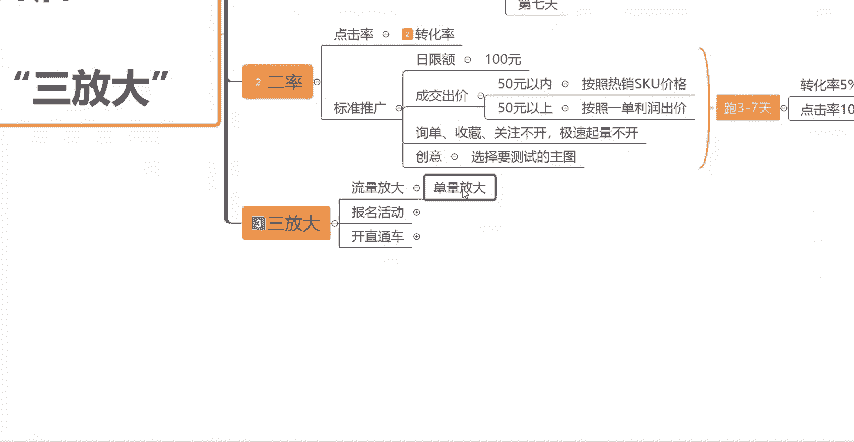 第七天
“三放大”
点击率
2 转化率
2 二率
日限额
100元
标准推广
成交出价
50元以内
按照热销SKU价格
50元以上
按照一单利润出价
询单、收藏、关注不开，极速起量不开
创意
选择要测试的主图
跑3-7天
转化率5%
点击率10
三放大
流量放大
单量放大
报名活动
开直通车